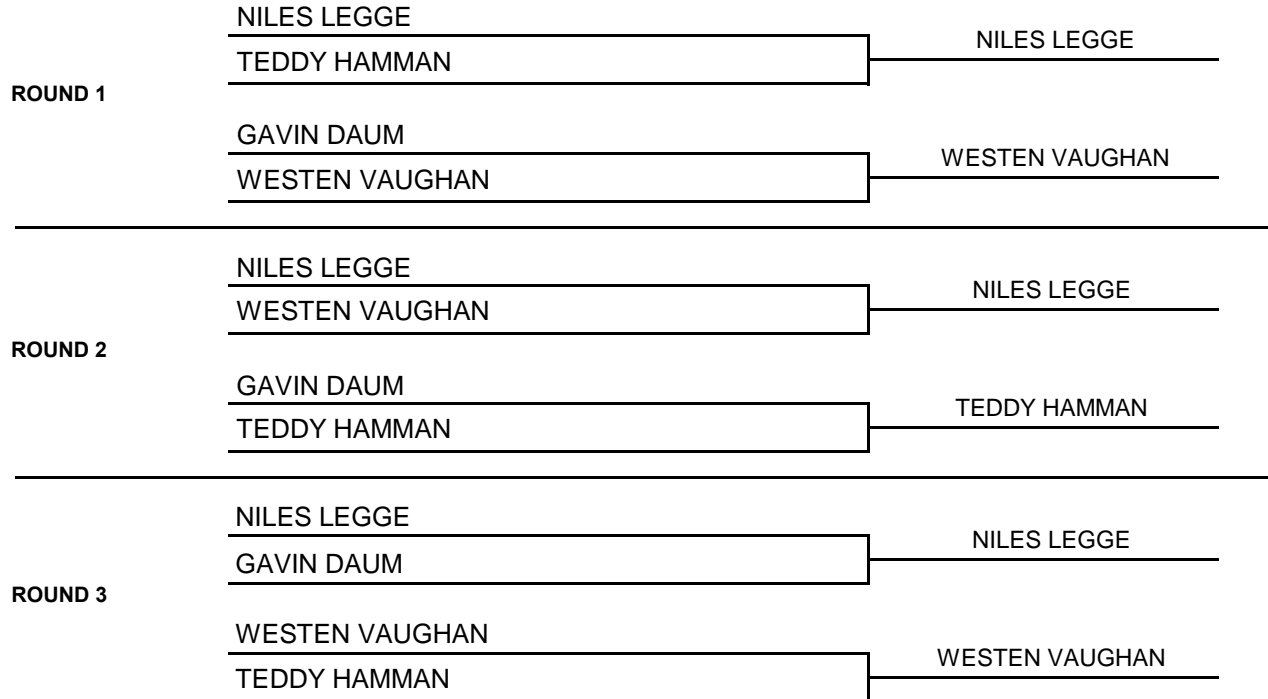 NILES LEGGE
NILES LEGGE
TEDDY HAMMAN
ROUND 1
GAVIN DAUM
WESTEN VAUGHAN
WESTEN VAUGHAN
NILES LEGGE
NILES LEGGE
WESTEN VAUGHAN
ROUND 2
GAVIN DAUM
TEDDY HAMMAN
TEDDY HAMMAN
NILES LEGGE
NILES LEGGE
GAVIN DAUM
ROUND 3
WESTEN VAUGHAN
WESTEN VAUGHAN
TEDDY HAMMAN